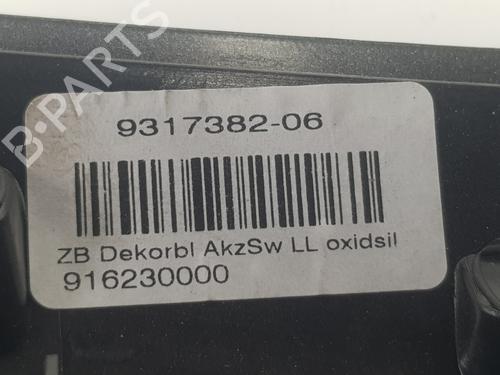 B-PARTS
9317382-06
ZB Dekorbl AkzSw LL oxidsil
916230000